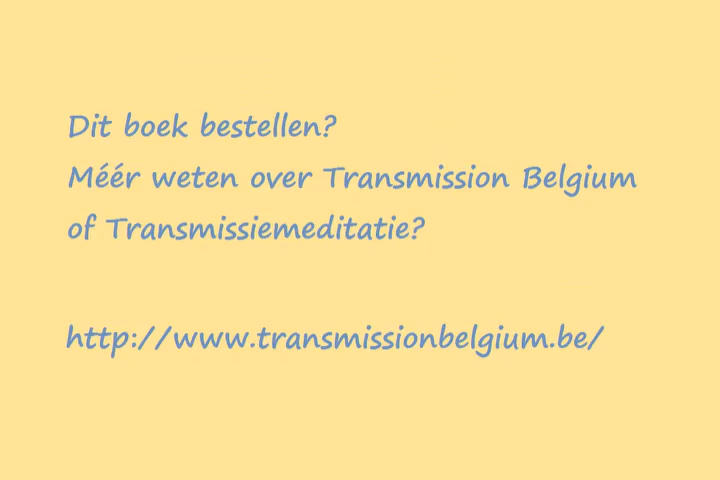 Dit boek bestellen?
Méér weten over Transmission Belgium
of Transmissiemeditatie?
http://www.transmissionbelgium.be/